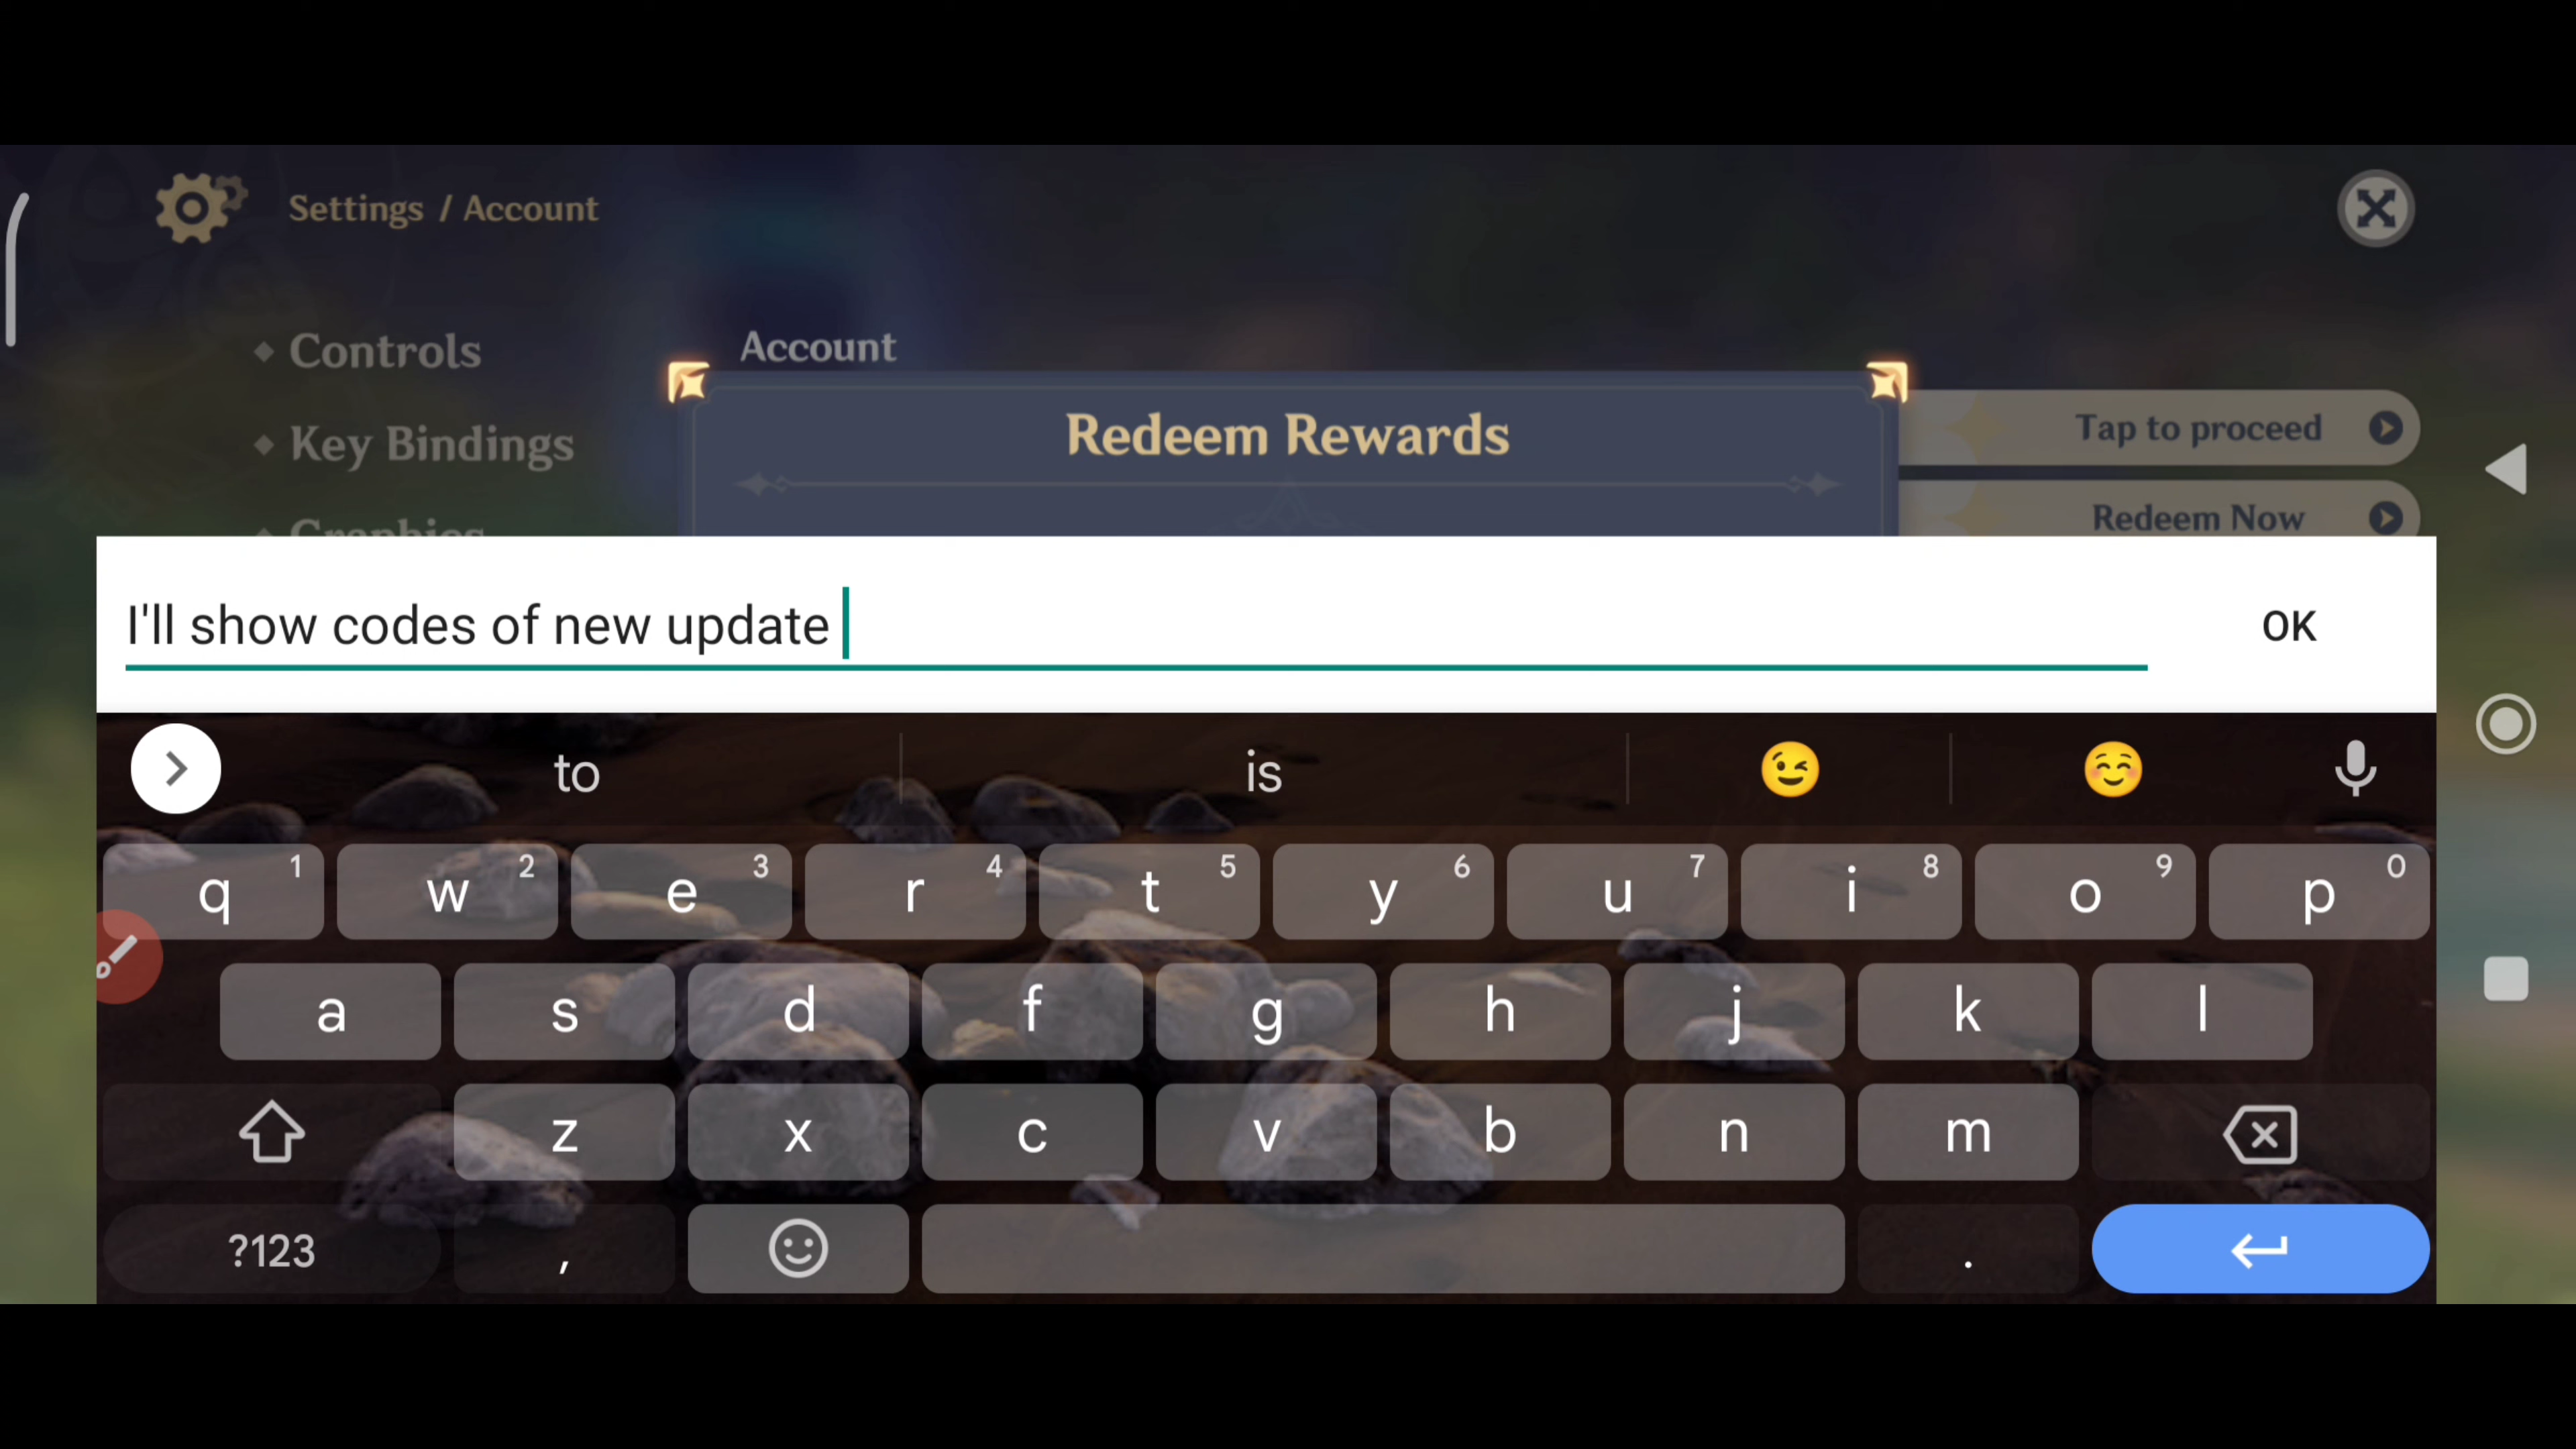 Settings / Account
Controls
Account
Key Bindings
Redeem Rewards
Tap to proceed
Graphics
Redeem Now
I'll show codes of new update
OK
to is
q 1 w 2 e 3 r 4 t 5 y 6 u 7 i 8 o 9 p 0
a s d f g h j k l
z x c v b n m
?123 , .